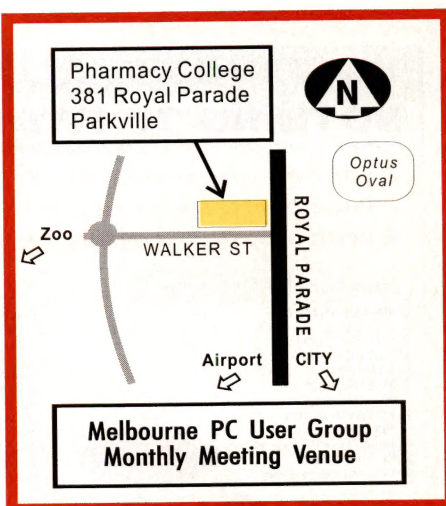 Pharmacy College
381 Royal Parade
Parkville
N
Optus
Oval
Zoo
WALKER ST
ROYAL PARADE
Airport
CITY
Melbourne PC User Group
Monthly Meeting Venue